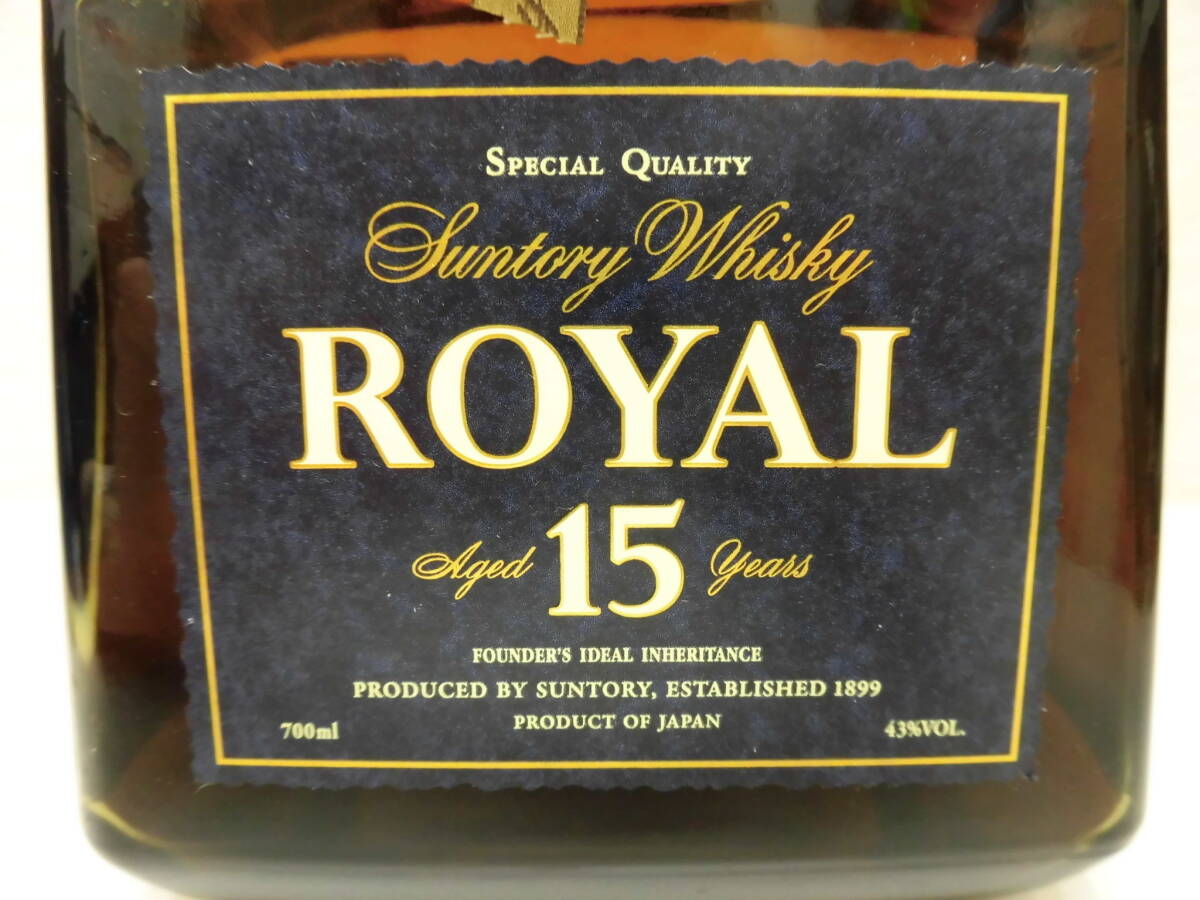 SPECIAL QUALITY
Suntory Whisky
ROYAL
Aged 15 Years
FOUNDER'S IDEAL INHERITANCE
PRODUCED BY SUNTORY, ESTABLISHED 1899
700ml PRODUCT OF JAPAN 43%VOL.